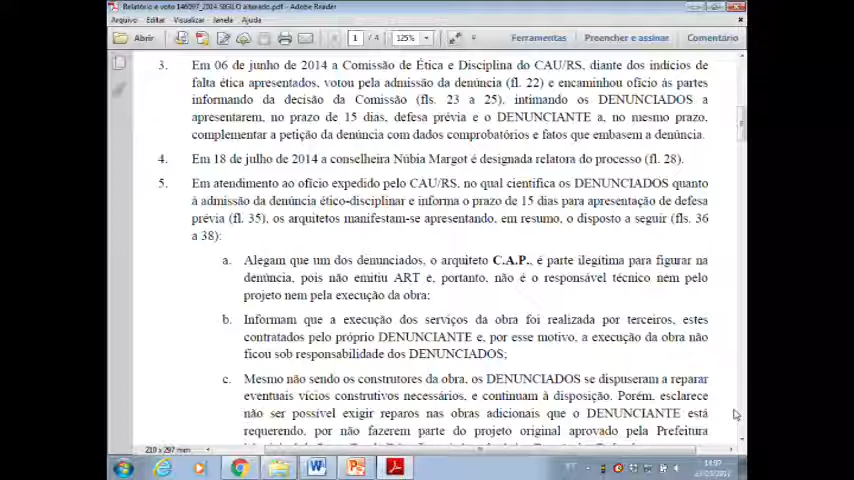 Relatório e voto 146097_2014 SIGILO alterado.pdf - Adobe Reader
Arquivo Editar Visualizar Janela Ajuda
Abrir 1 / 4 125% Ferramentas Preencher e assinar Comentário
3. Em 06 de junho de 2014 a Comissão de Ética e Disciplina do CAU/RS, diante dos indícios de
falta ética apresentados, votou pela admissão da denúncia (fl. 22) e encaminhou ofício às partes
informando da decisão da Comissão (fls. 23 a 25), intimando os DENUNCIADOS a
apresentarem, no prazo de 15 dias, defesa prévia e o DENUNCIANTE a, no mesmo prazo,
complementar a petição da denúncia com dados comprobatórios e fatos que embasem a denúncia.
4. Em 18 de julho de 2014 a conselheira Núbia Margot é designada relatora do processo (fl. 28).
5. Em atendimento ao ofício expedido pelo CAU/RS, no qual cientifica os DENUNCIADOS quanto
à admissão da denúncia ético-disciplinar e informa o prazo de 15 dias para apresentação de defesa
prévia (fl. 35), os arquitetos manifestam-se apresentando, em resumo, o disposto a seguir (fls. 36
a 38):
a. Alegam que um dos denunciados, o arquiteto C.A.P., é parte ilegítima para figurar na
denúncia, pois não emitiu ART e, portanto, não é o responsável técnico nem pelo
projeto nem pela execução da obra;
b. Informam que a execução dos serviços da obra foi realizada por terceiros, estes
contratados pelo próprio DENUNCIANTE e, por esse motivo, a execução da obra não
ficou sob responsabilidade dos DENUNCIADOS;
c. Mesmo não sendo os construtores da obra, os DENUNCIADOS se dispuseram a reparar
eventuais vícios construtivos necessários, e continuam à disposição. Porém, esclarece
não ser possível exigir reparos nas obras adicionais que o DENUNCIANTE está
requerendo, por não fazerem parte do projeto original aprovado pela Prefeitura
210 x 297 mm
PT